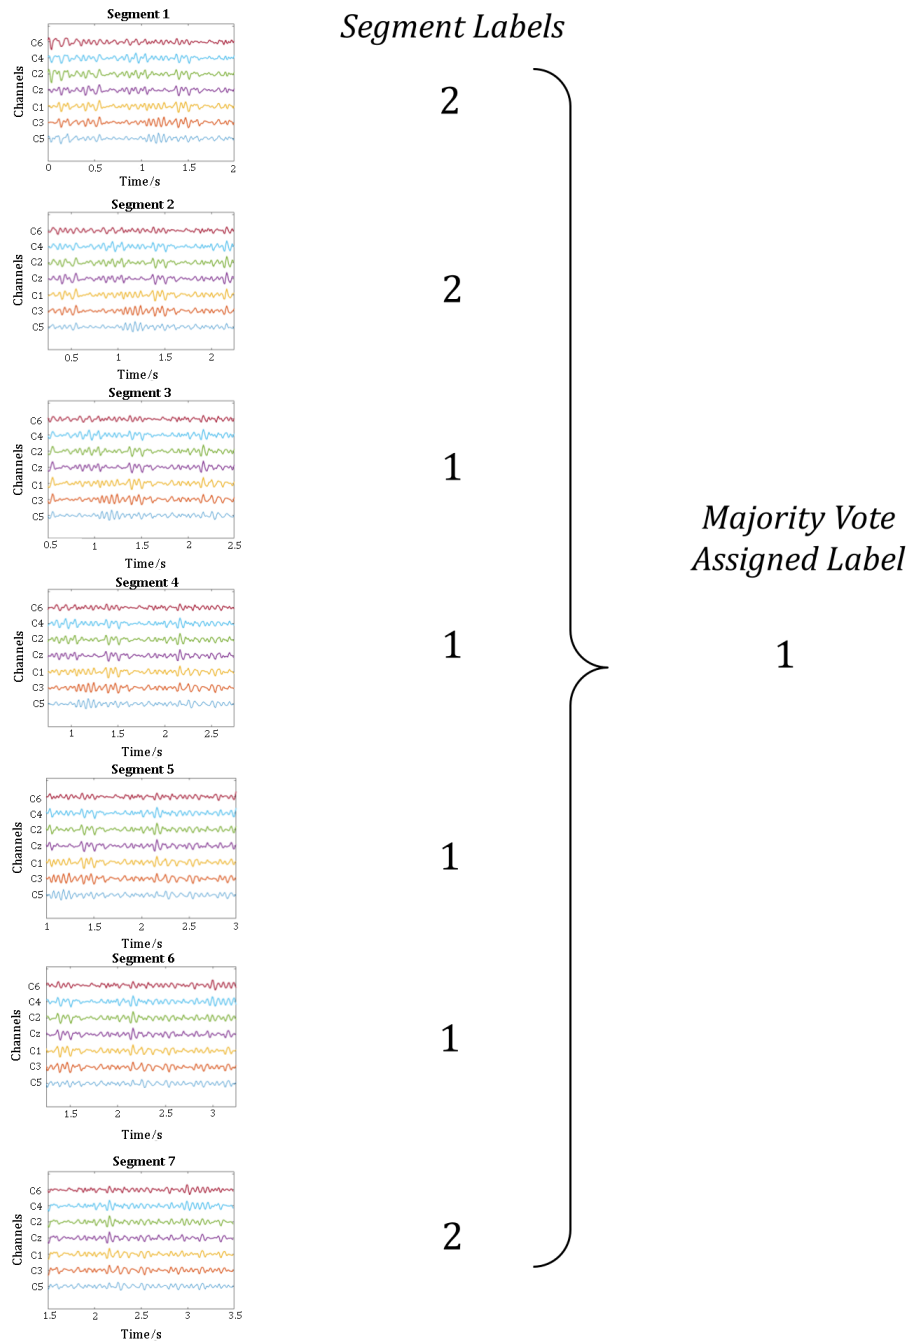 Segment Labels
Segment 1
Channels
C6
C4
C2
Cz
C1
C3
C5
0 0.5 1 1.5 2
Time/s
2
Segment 2
Channels
C6
C4
C2
Cz
C1
C3
C5
0.5 1 1.5 2
Time/s
2
Segment 3
Channels
C6
C4
C2
Cz
C1
C3
C5
0.5 1 1.5 2 2.5
Time/s
1
Segment 4
Channels
C6
C4
C2
Cz
C1
C3
C5
1 1.5 2 2.5
Time/s
1
Segment 5
Channels
C6
C4
C2
Cz
C1
C3
C5
1 1.5 2 2.5 3
Time/s
1
Segment 6
Channels
C6
C4
C2
Cz
C1
C3
C5
1.5 2 2.5 3
Time/s
1
Segment 7
Channels
C6
C4
C2
Cz
C1
C3
C5
1.5 2 2.5 3 3.5
Time/s
2
Majority Vote
Assigned Label
1